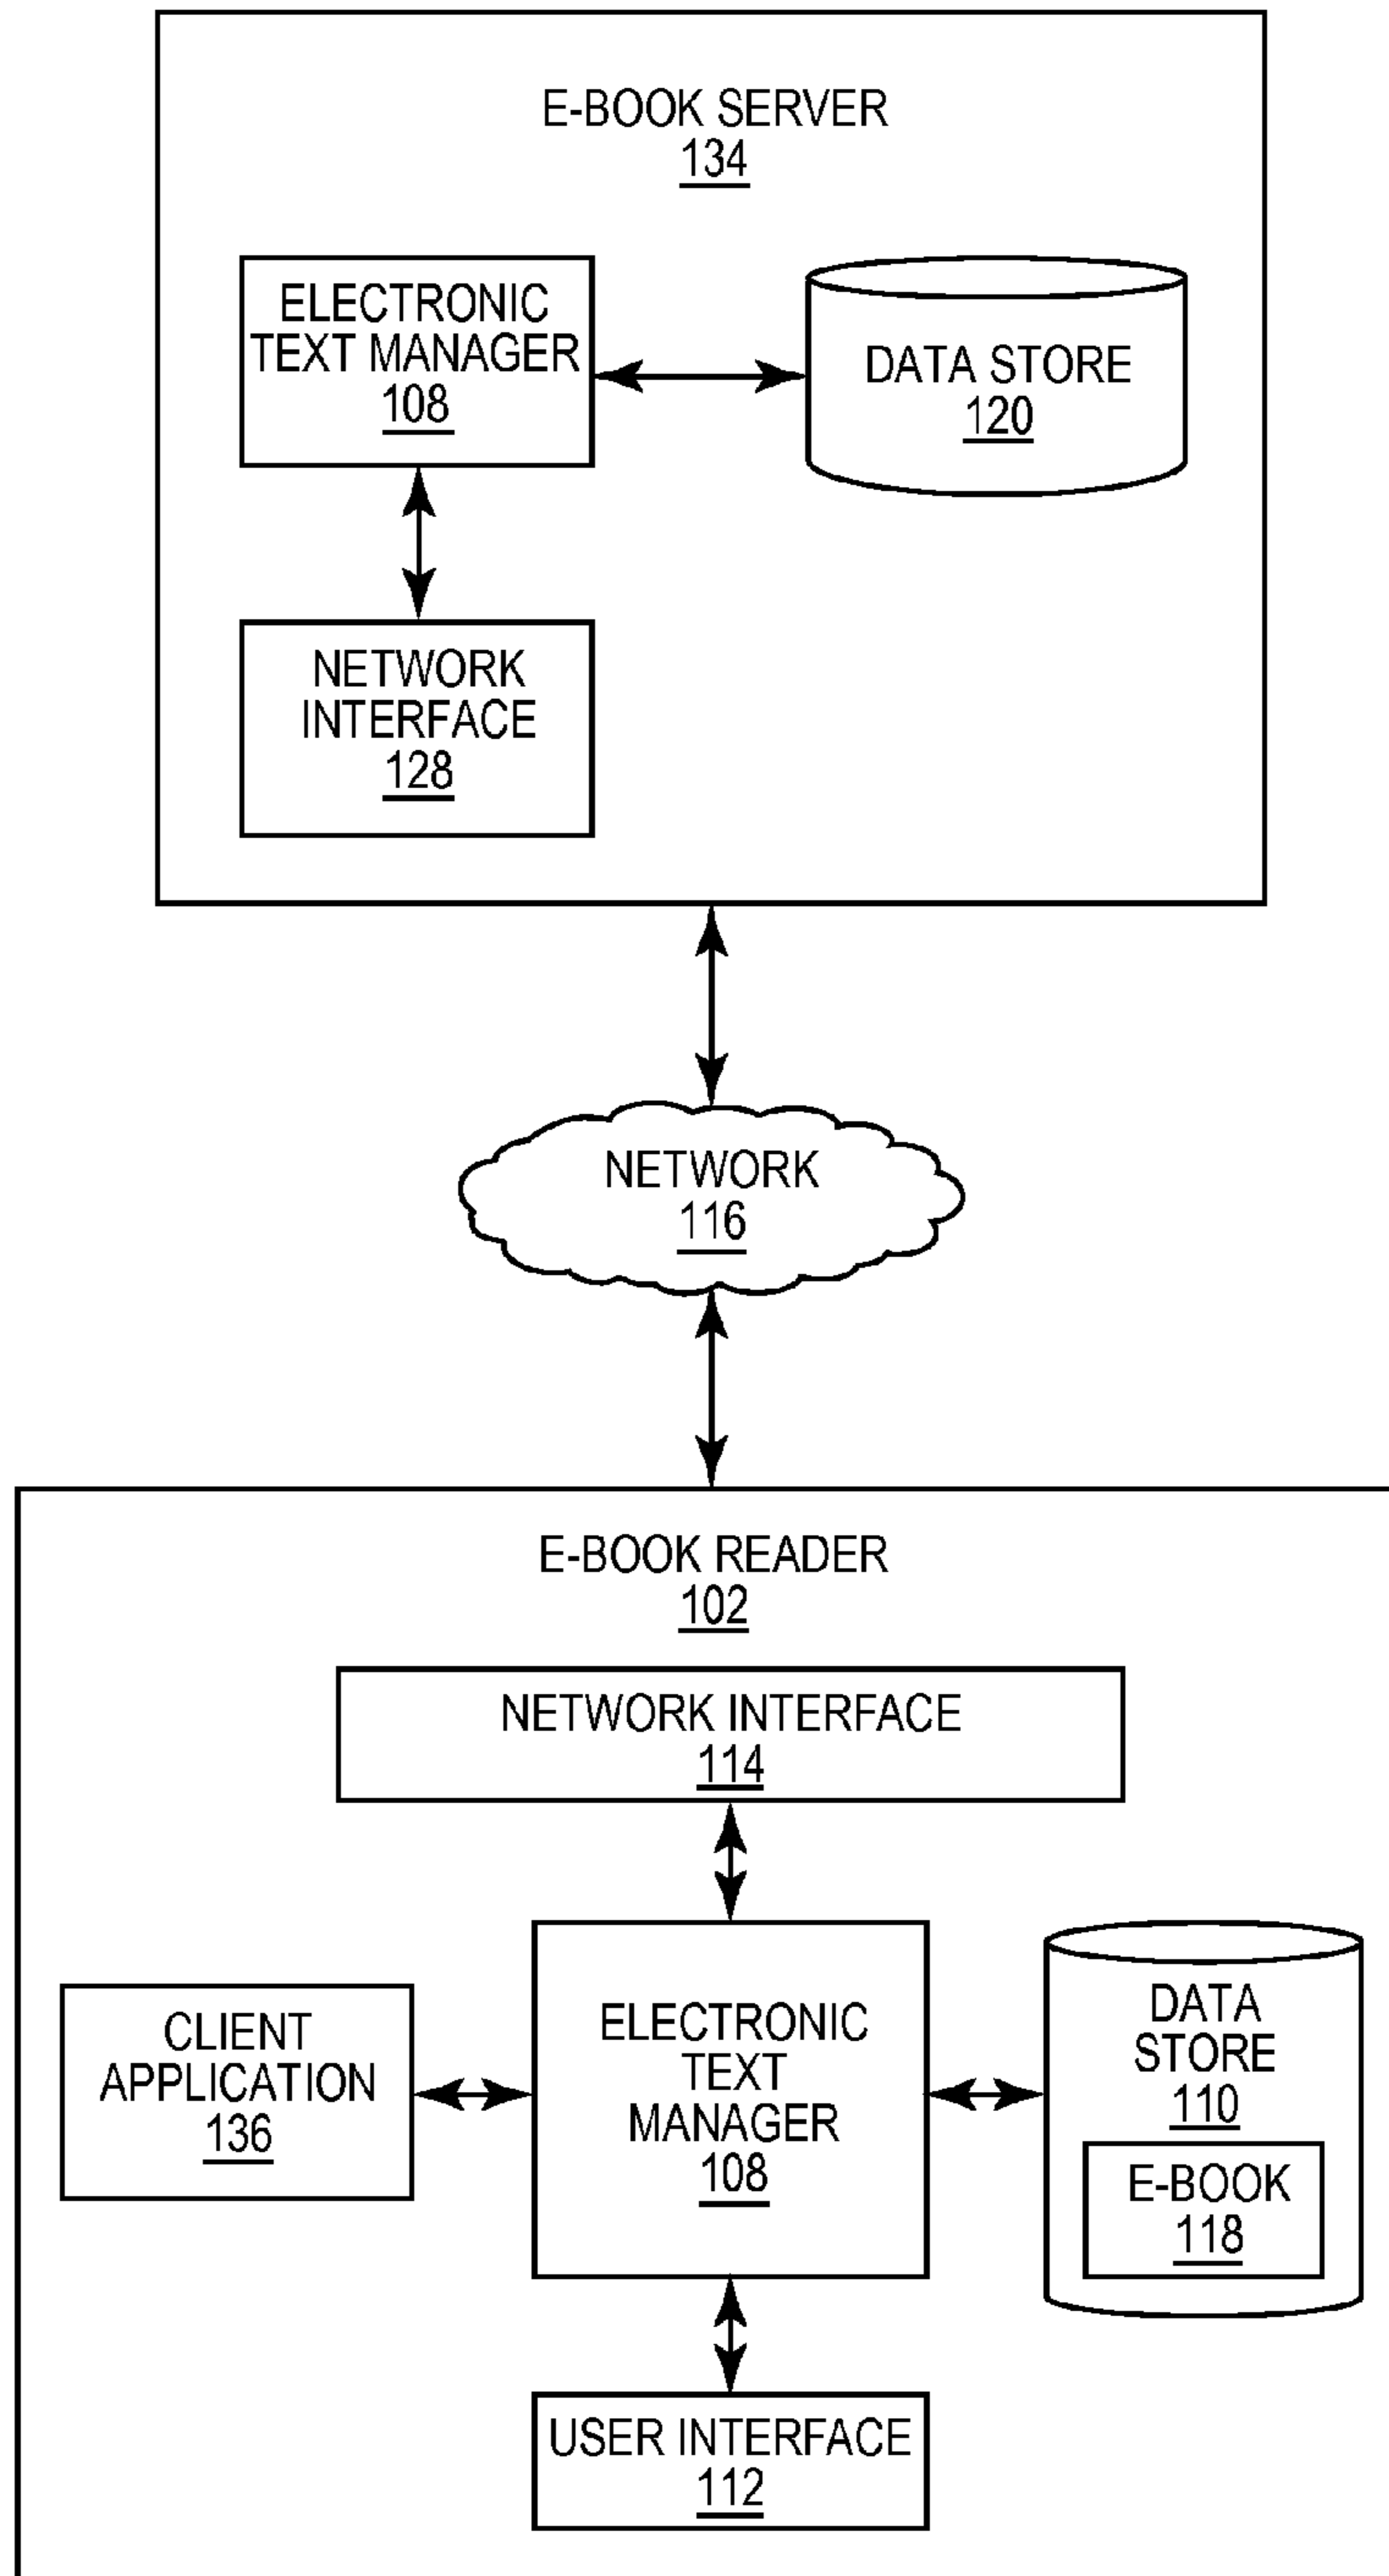 E-BOOK SERVER
134
ELECTRONIC
TEXT MANAGER
108
DATA STORE
120
NETWORK
INTERFACE
128
NETWORK
116
E-BOOK READER
102
NETWORK INTERFACE
114
CLIENT
APPLICATION
136
ELECTRONIC
TEXT
MANAGER
108
DATA
STORE
110
E-BOOK
118
USER INTERFACE
112